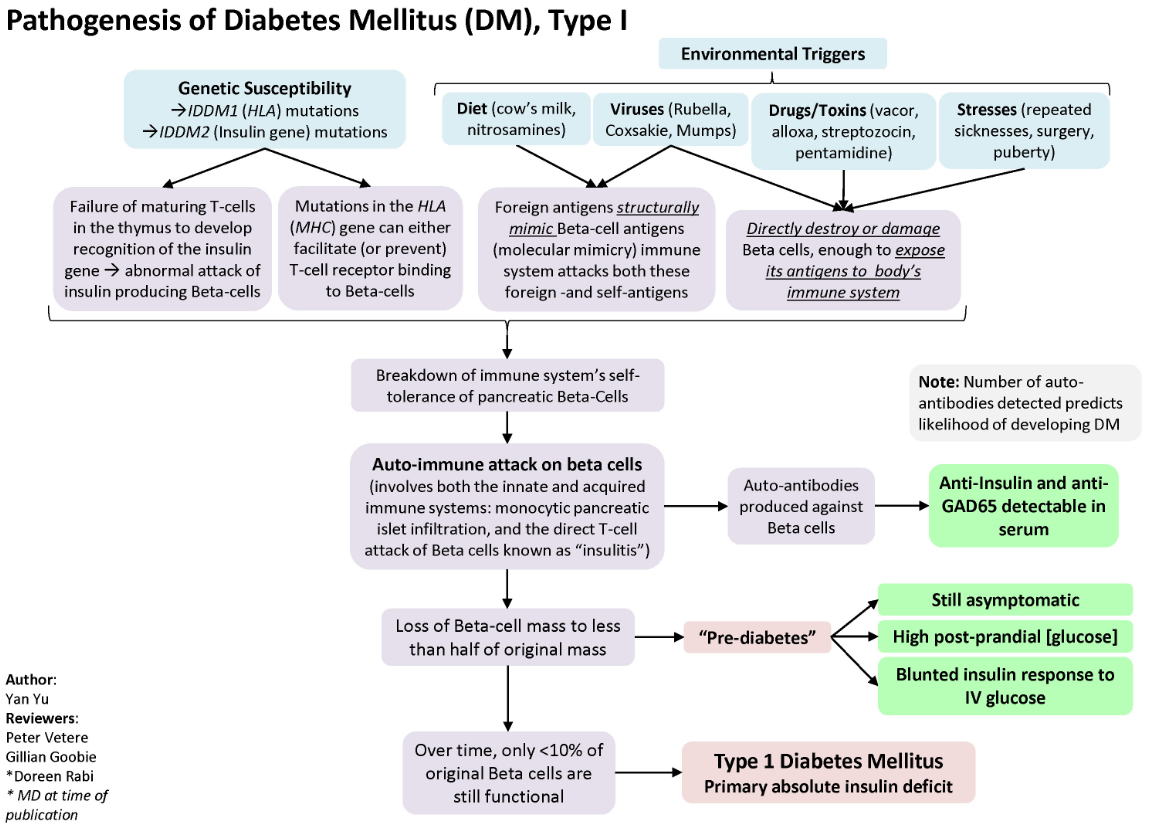 Pathogenesis of Diabetes Mellitus (DM), Type I
Environmental Triggers
Genetic Susceptibility
→IDDM1 (HLA) mutations
→IDDM2 (Insulin gene) mutations
Diet (cow's milk,
nitrosamines)
Viruses (Rubella,
Coxsakie, Mumps)
Drugs/Toxins (vacor,
alloxa, streptozocin,
pentamidine)
Stresses (repeated
sicknesses, surgery,
puberty)
Failure of maturing T-cells
in the thymus to develop
recognition of the insulin
gene → abnormal attack of
insulin producing Beta-cells
Mutations in the HLA
(MHC) gene can either
facilitate (or prevent)
T-cell receptor binding
to Beta-cells
Foreign antigens structurally
mimic Beta-cell antigens
(molecular mimicry) immune
system attacks both these
foreign -and self-antigens
Directly destroy or damage
Beta cells, enough to expose
its antigens to body's
immune system
Breakdown of immune system's self-
tolerance of pancreatic Beta-Cells
Note: Number of auto-
antibodies detected predicts
likelihood of developing DM
Auto-immune attack on beta cells
(involves both the innate and acquired
immune systems: monocytic pancreatic
islet infiltration, and the direct T-cell
attack of Beta cells known as "insulitis")
Auto-antibodies
produced against
Beta cells
Anti-Insulin and anti-
GAD65 detectable in
serum
Loss of Beta-cell mass to less
than half of original mass
"Pre-diabetes"
Still asymptomatic
High post-prandial [glucose]
Blunted insulin response to
IV glucose
Over time, only <10% of
original Beta cells are
still functional
Type 1 Diabetes Mellitus
Primary absolute insulin deficit
Author:
Yan Yu
Reviewers:
Peter Vetere
Gillian Goobie
*Doreen Rabi
* MD at time of
publication